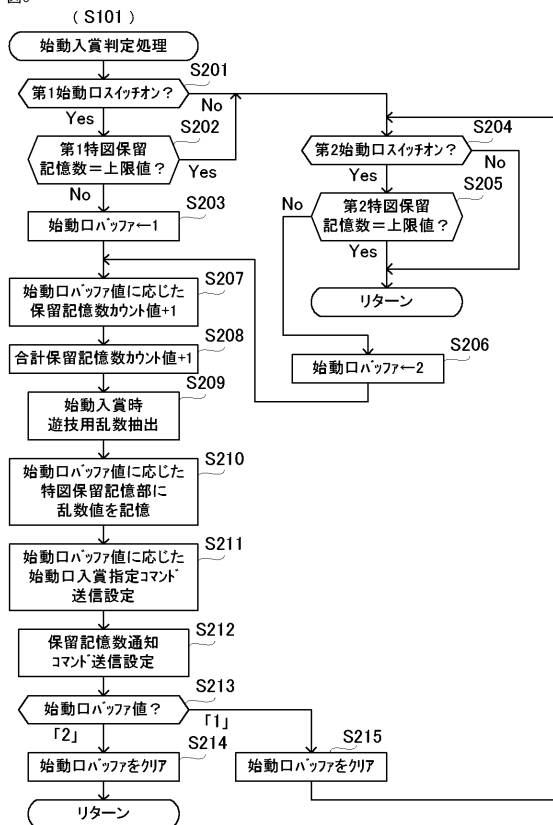 ( S101 )
始動入賞判定処理
S201
第1始動口スイッチオン？
No
Yes
S202
第1特図保留
記憶数＝上限値？
Yes
No
S203
始動口バッファ←1
S204
第2始動口スイッチオン？
No
Yes
S205
No
第2特図保留
記憶数＝上限値？
Yes
リターン
S206
始動口バッファ←2
S207
始動口バッファ値に応じた
保留記憶数カウント値+1
S208
合計保留記憶数カウント値+1
S209
始動入賞時
遊技用乱数抽出
S210
始動口バッファ値に応じた
特図保留記憶部に
乱数値を記憶
S211
始動口バッファ値に応じた
始動口入賞指定コマンド
送信設定
S212
保留記憶数通知
コマンド送信設定
S213
始動口バッファ値？
「2」
「1」
S214
始動口バッファをクリア
S215
始動口バッファをクリア
リターン